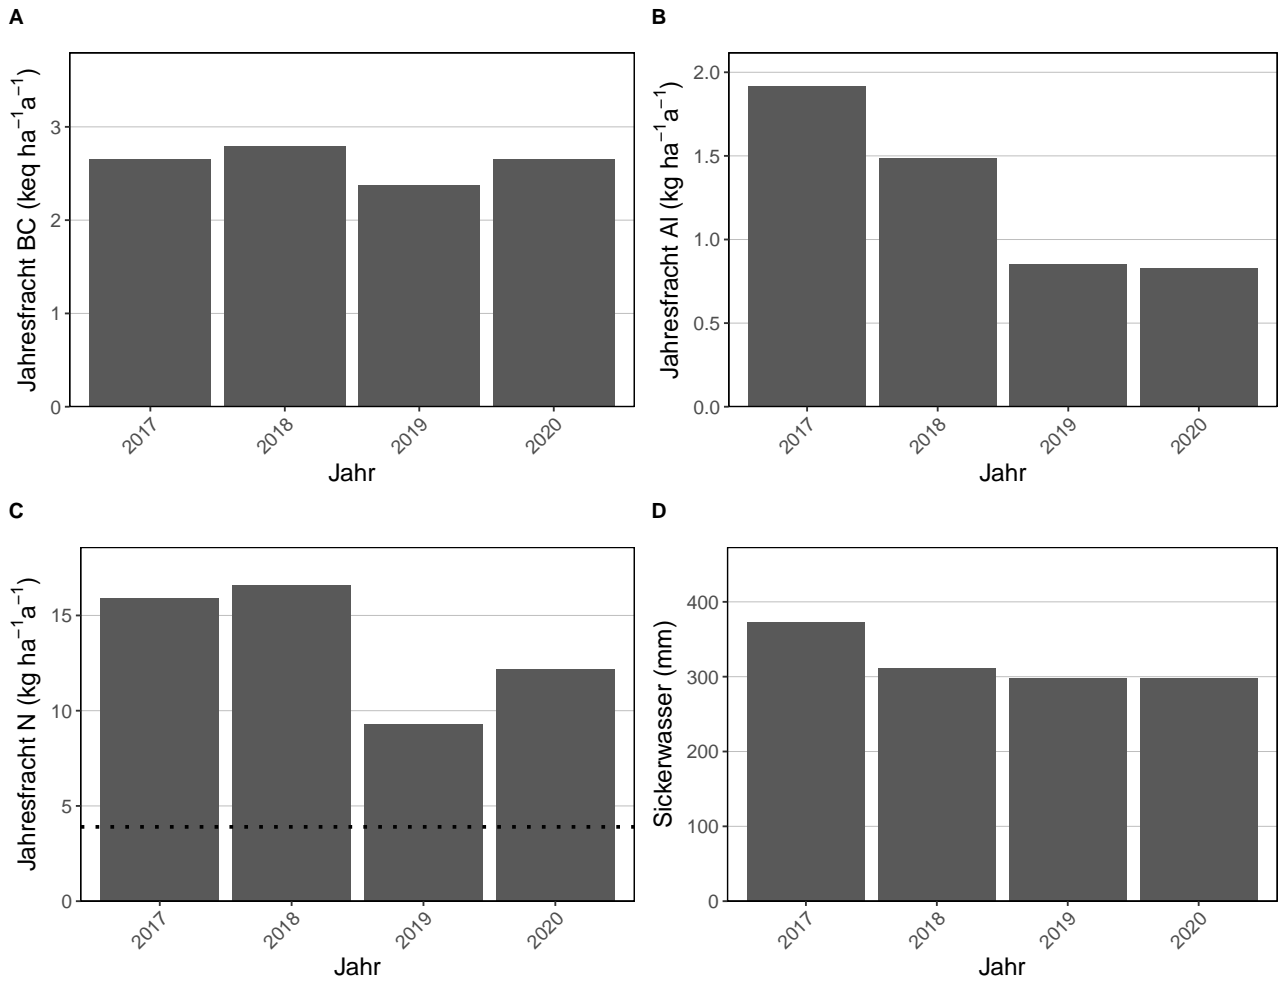 A
Jahresfracht BC (keq ha⁻¹a⁻¹)
3
2
1
0
2017 2018 2019 2020
Jahr
B
Jahresfracht Al (kg ha⁻¹a⁻¹)
2.0
1.5
1.0
0.5
0.0
2017 2018 2019 2020
Jahr
C
Jahresfracht N (kg ha⁻¹a⁻¹)
15
10
5
0
2017 2018 2019 2020
Jahr
D
Sickerwasser (mm)
400
300
200
100
0
2017 2018 2019 2020
Jahr